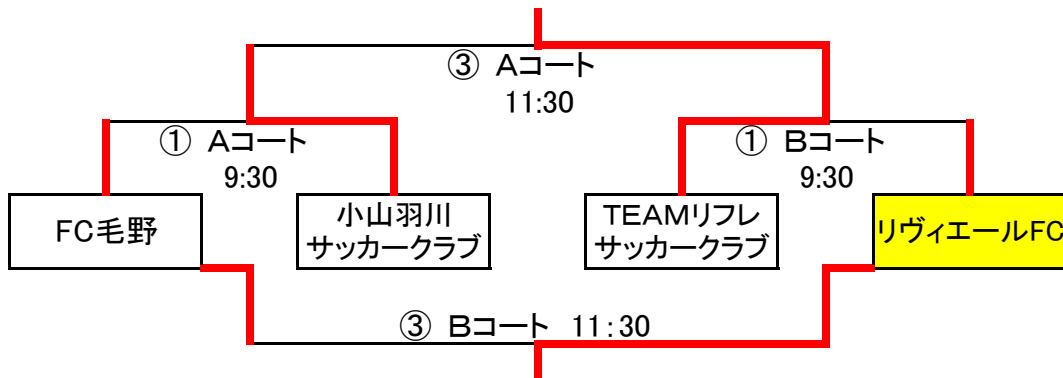 ③ Aコート
11:30
① Aコート
9:30
① Bコート
9:30
FC毛野
小山羽川
サッカークラブ
TEAMリフレ
サッカークラブ
リヴィエールFC
③ Bコート 11:30